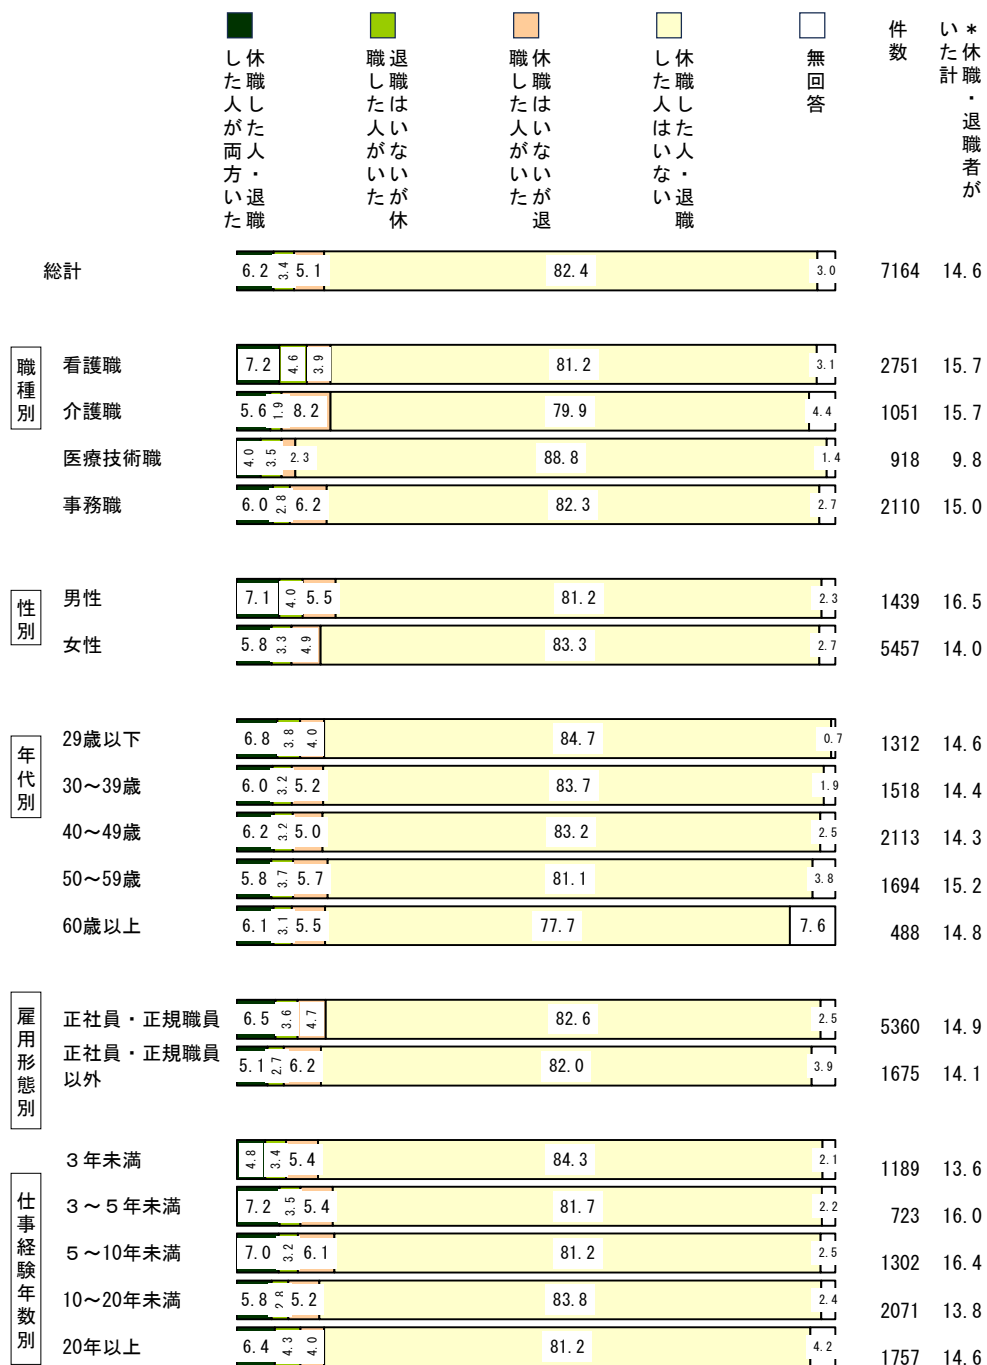 休職した人・退職
した人が両方いた
退職はいないが休
職した人がいた
休職はいないが退
職した人がいた
休職した人・退職
した人はいない
無回答
件数
＊休職・退職者が
いた計
総計 6.2 3.4 5.1 82.4 3.0 7164 14.6
職種別
看護職 7.2 4.6 3.9 81.2 3.1 2751 15.7
介護職 5.6 1.9 8.2 79.9 4.4 1051 15.7
医療技術職 4.0 3.5 2.3 88.8 1.4 918 9.8
事務職 6.0 2.8 6.2 82.3 2.7 2110 15.0
性別
男性 7.1 4.0 5.5 81.2 2.3 1439 16.5
女性 5.8 3.3 4.9 83.3 2.7 5457 14.0
年代別
29歳以下 6.8 3.8 4.0 84.7 0.7 1312 14.6
30～39歳 6.0 3.2 5.2 83.7 1.9 1518 14.4
40～49歳 6.2 3.2 5.0 83.2 2.5 2113 14.3
50～59歳 5.8 3.7 5.7 81.1 3.8 1694 15.2
60歳以上 6.1 3.1 5.5 77.7 7.6 488 14.8
雇用形態別
正社員・正規職員 6.5 3.6 4.7 82.6 2.5 5360 14.9
正社員・正規職員
以外 5.1 2.7 6.2 82.0 3.9 1675 14.1
仕事経験年数別
３年未満 4.8 3.4 5.4 84.3 2.1 1189 13.6
３～５年未満 7.2 3.5 5.4 81.7 2.2 723 16.0
５～10年未満 7.0 3.2 6.1 81.2 2.5 1302 16.4
10～20年未満 5.8 2.8 5.2 83.8 2.4 2071 13.8
20年以上 6.4 4.3 4.0 81.2 4.2 1757 14.6